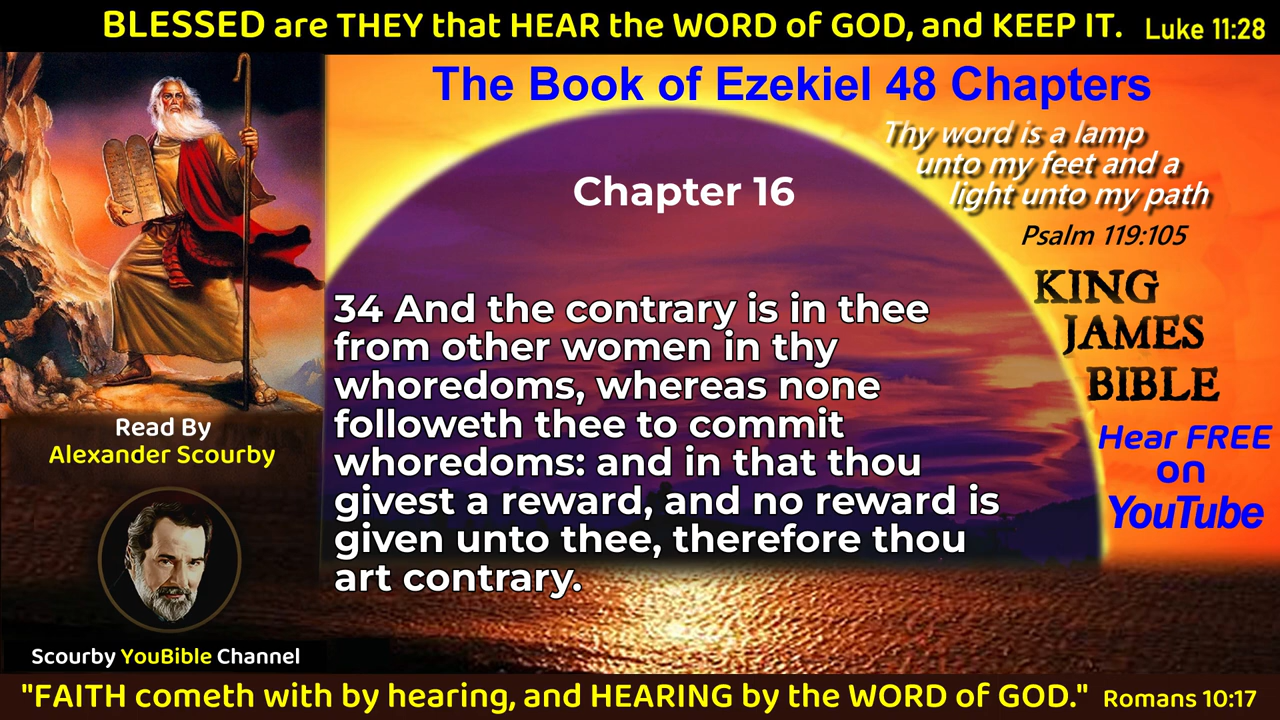 BLESSED are THEY that HEAR the WORD of GOD, and KEEP IT. Luke 11:28
The Book of Ezekiel 48 Chapters
Thy word is a lamp
unto my feet and a
light unto my path
Psalm 119:105
Chapter 16
KING
JAMES
BIBLE
34 And the contrary is in thee
from other women in thy
whoredoms, whereas none
followeth thee to commit
whoredoms: and in that thou
givest a reward, and no reward is
given unto thee, therefore thou
art contrary.
Hear FREE
on
YouTube
Read By
Alexander Scourby
Scourby YouBible Channel
"FAITH cometh with by hearing, and HEARING by the WORD of GOD." Romans 10:17